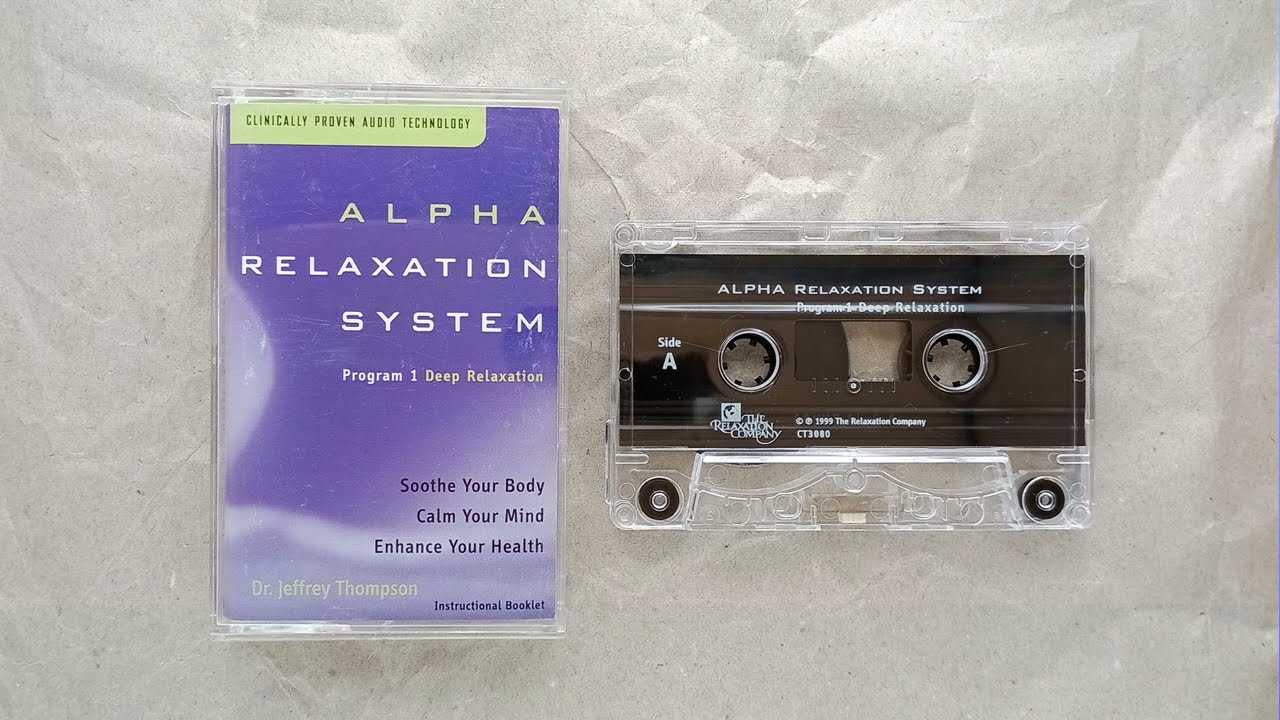 CLINICALLY PROVEN AUDIO TECHNOLOGY
ALPHA
RELAXATION
SYSTEM
Program 1 Deep Relaxation
Soothe Your Body
Calm Your Mind
Enhance Your Health
Dr. Jeffrey Thompson
Instructional Booklet
ALPHA RELAXATION SYSTEM
Program 1 Deep Relaxation
Side
A
THE
RELAXATION
COMPANY
© ℗ 1999 The Relaxation Company
CT3080